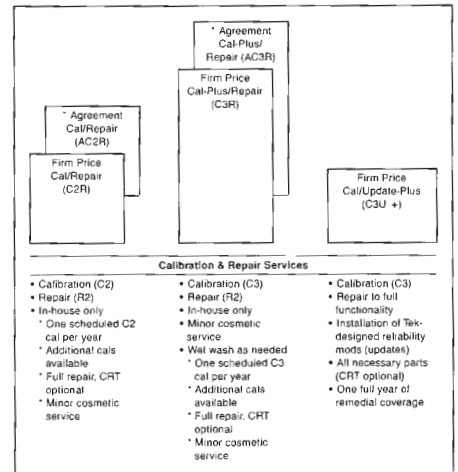 * Agreement
Cal-Plus/
Repair (AC3R)
Firm Price
Cal-Plus/Repair
(C3R)
* Agreement
Cal/Repair
(AC2R)
Firm Price
Cal/Repair
(C2R)
Firm Price
Cal/Update-Plus
(C3U +)
Calibration & Repair Services
• Calibration (C2)
• Repair (R2)
• In-house only
* One scheduled C2
cal per year
* Additional cals
available
* Full repair, CRT
optional
* Minor cosmetic
service
• Calibration (C3)
• Repair (R2)
• In-house only
• Minor cosmetic
service
• Wet wash as needed
* One scheduled C3
cal per year
* Additional cals
available
* Full repair, CRT
optional
* Minor cosmetic
service
• Calibration (C3)
• Repair to full
functionality
• Installation of Tek-
designed reliability
mods (updates)
• All necessary parts
(CRT optional)
• One full year of
remedial coverage